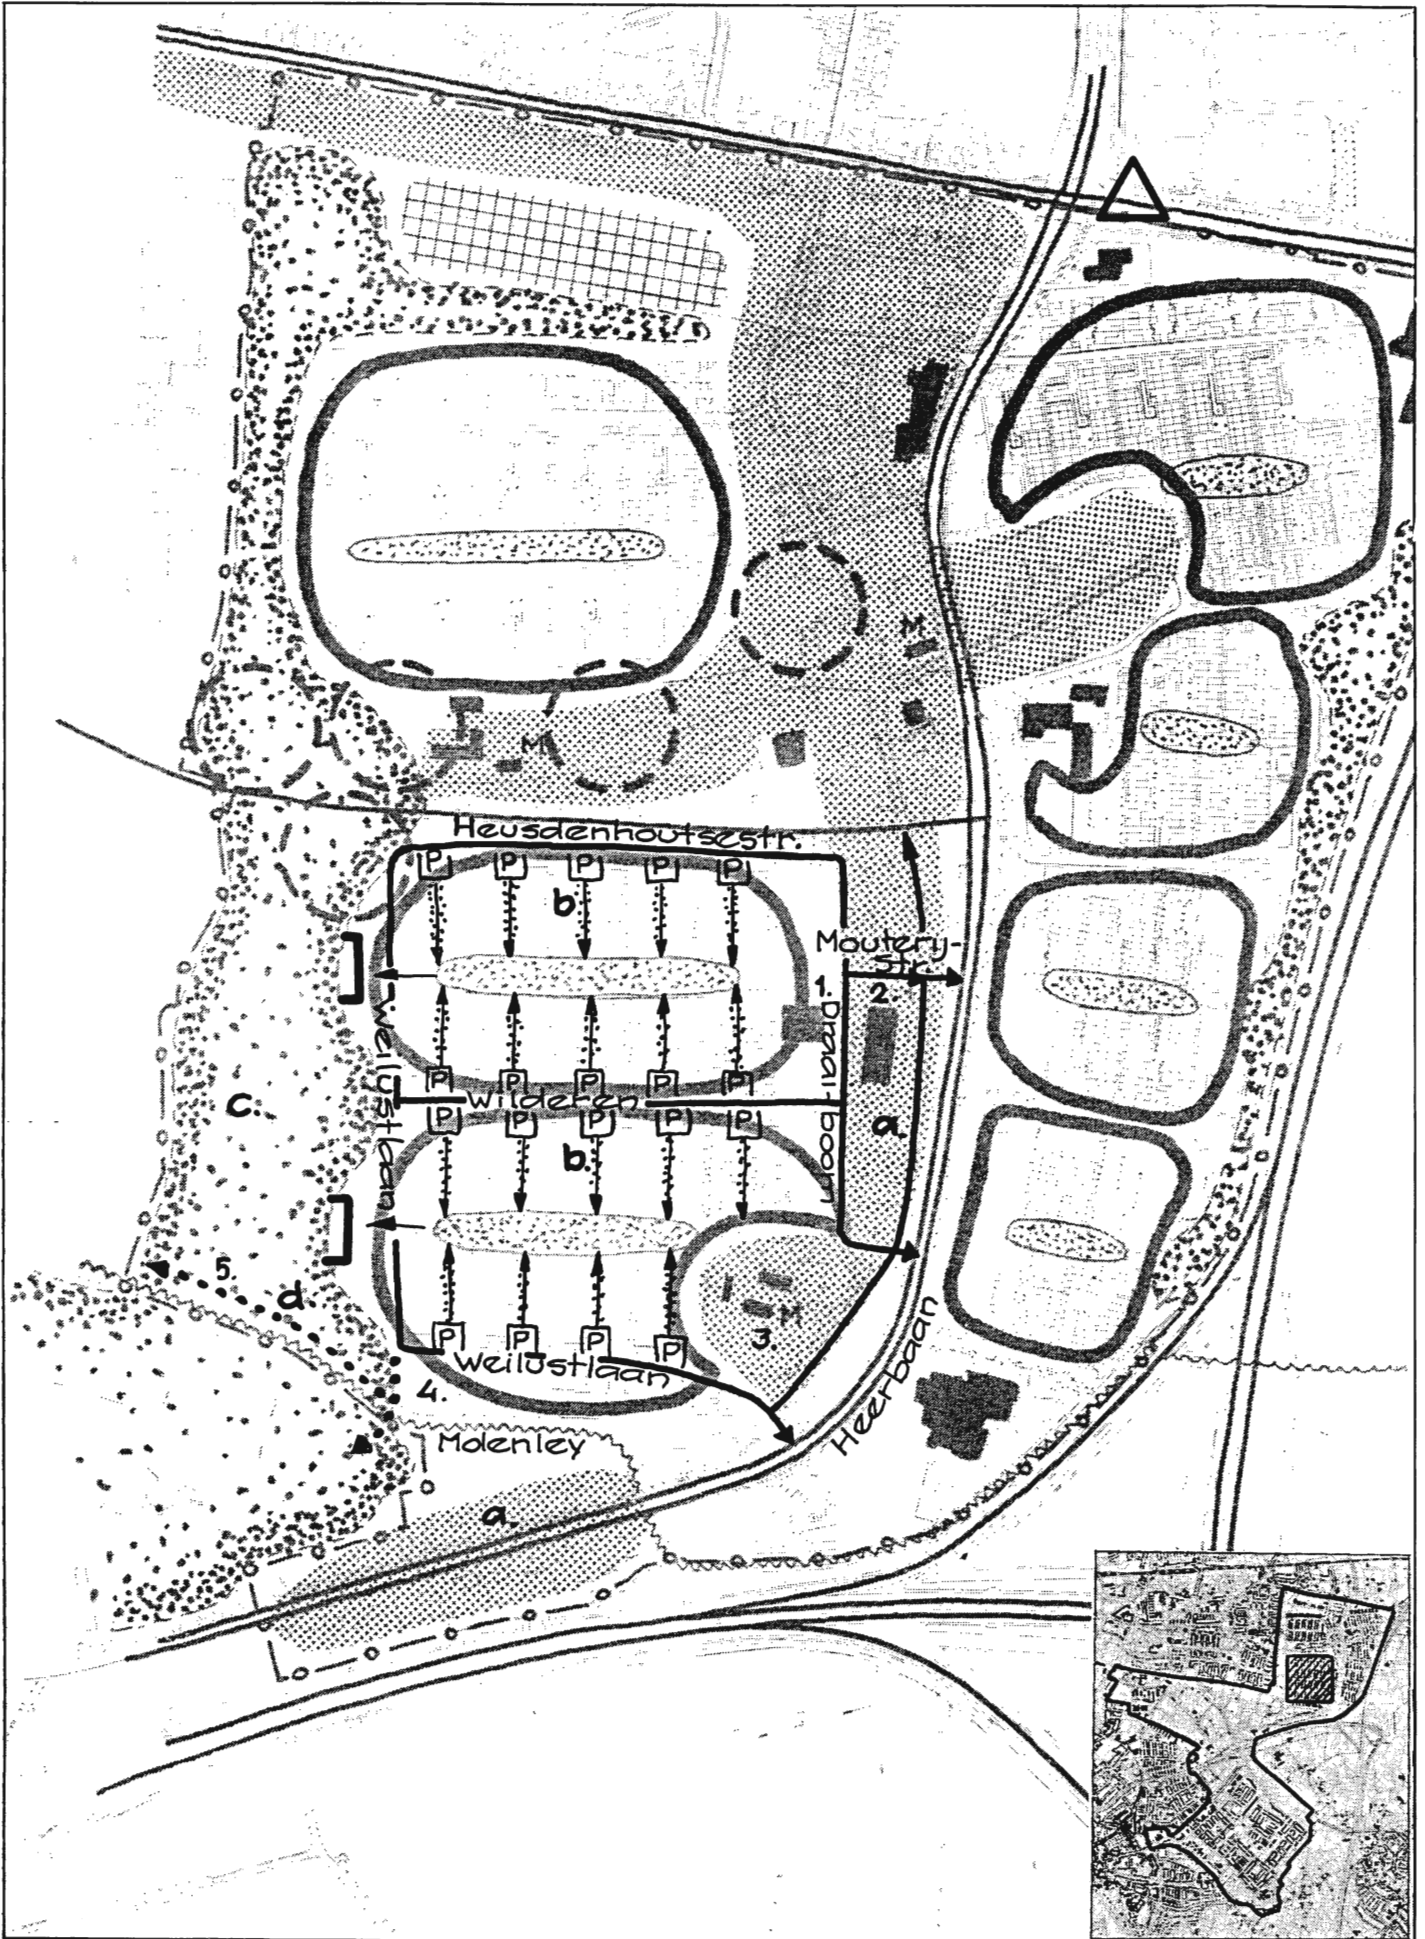 M
M
Heusdenhoutsestr.
P P P P P
b
Moutery-
str.
1.
2.
Draai-boom
Weilustlaan
P P P P P
Wilderen
P P P P P
c.
a.
b.
5.
d
3.
M
P P P P
Weilustlaan
4.
Heerbaan
Molenley
a.